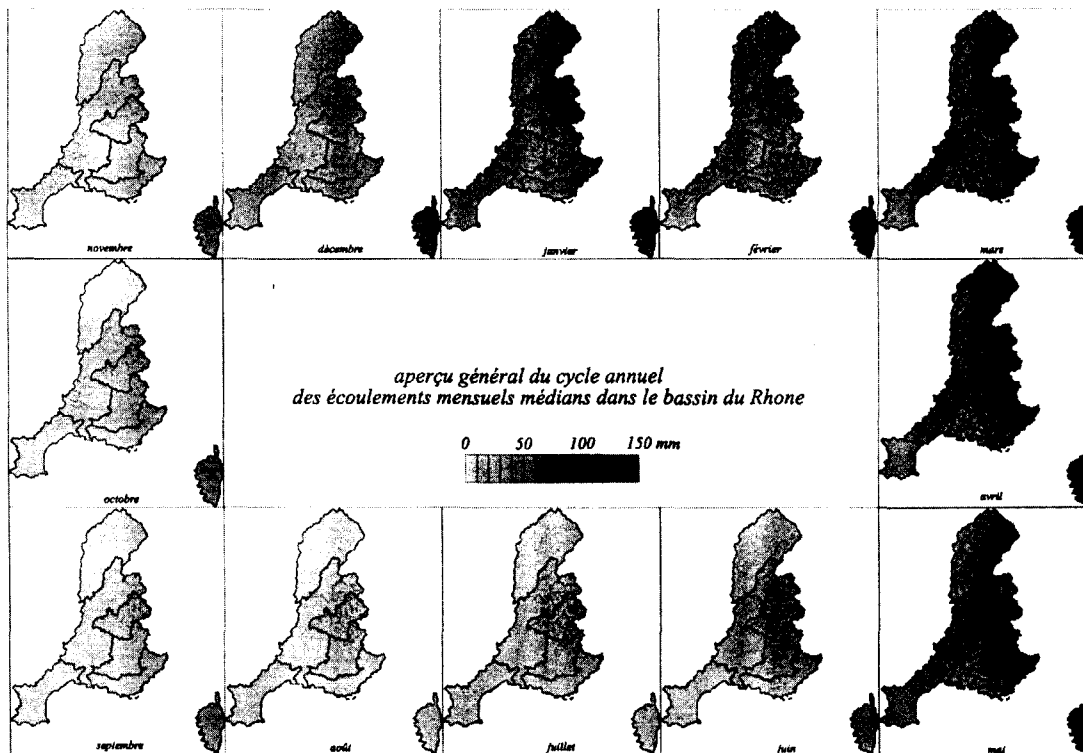 novembre
décembre
janvier
février
mars
aperçu général du cycle annuel
des écoulements mensuels médians dans le bassin du Rhone
0 50 100 150 mm
octobre
avril
septembre
août
juillet
juin
mai